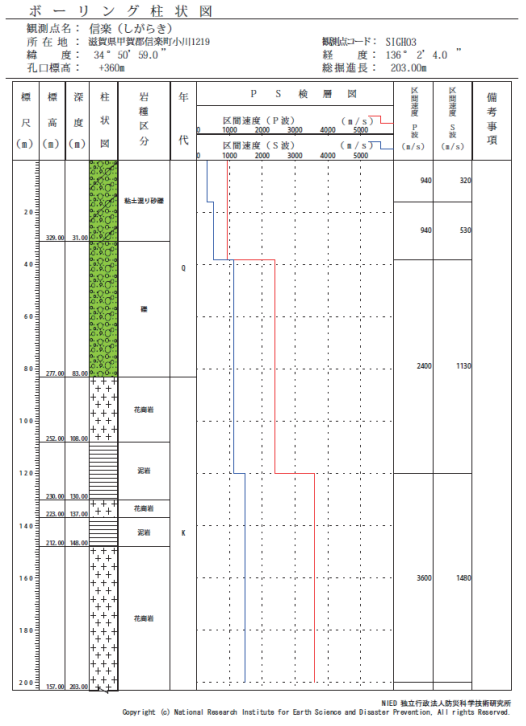 ボーリング柱状図
観測点名： 信楽（しがらき）
所在地： 滋賀県甲賀郡信楽町小川1219 観測点コード： SIGH03
緯　度： 34° 50′ 59.0″ 経　度： 136° 2′ 4.0″
孔口標高： +360m 総掘進長： 203.00m
標尺(m) 標高(m) 深度(m) 柱状図 岩種区分 年代 ＰＳ検層図 区間速度 Ｐ波 (m/s) 区間速度 Ｓ波 (m/s) 備考事項
区間速度（Ｐ波） （m/s）
0 1000 2000 3000 4000 5000
区間速度（Ｓ波） （m/s）
0 1000 2000 3000 4000 5000
940 320
粘土混り砂礫
20
940 530
329.00 31.00
40
Q
60
礫
80
2400 1130
277.00 83.00
花崗岩
100
252.00 108.00
泥岩
120
230.00 130.00
花崗岩
223.00 137.00
140
泥岩 K
212.00 148.00
160
3600 1480
花崗岩
180
200
157.00 203.00
NIED 独立行政法人防災科学技術研究所
Copyright (c) National Research Institute for Earth Science and Disaster Prevention, All rights Reserved.